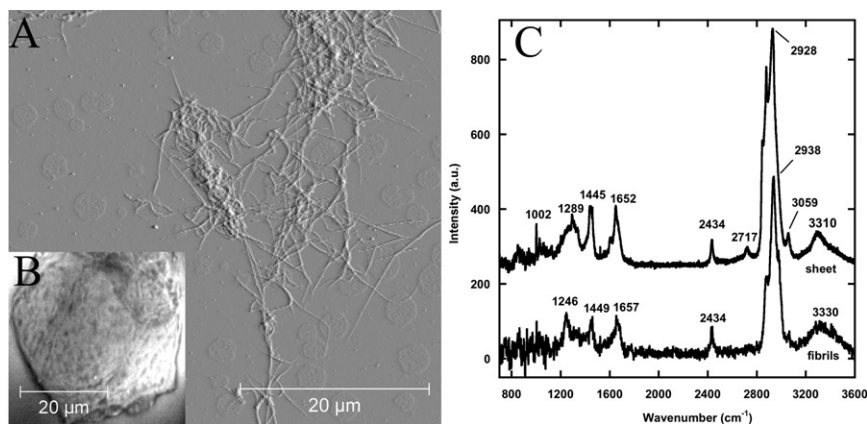 A
20 µm
B
20 µm
C
Intensity (a.u.)
800
600
400
200
0
2928
2938
3059
3310
1002
1289
1445
1652
2434
2717
sheet
1246
1449
1657
2434
3330
fibrils
800 1200 1600 2000 2400 2800 3200 3600
Wavenumber (cm⁻¹)